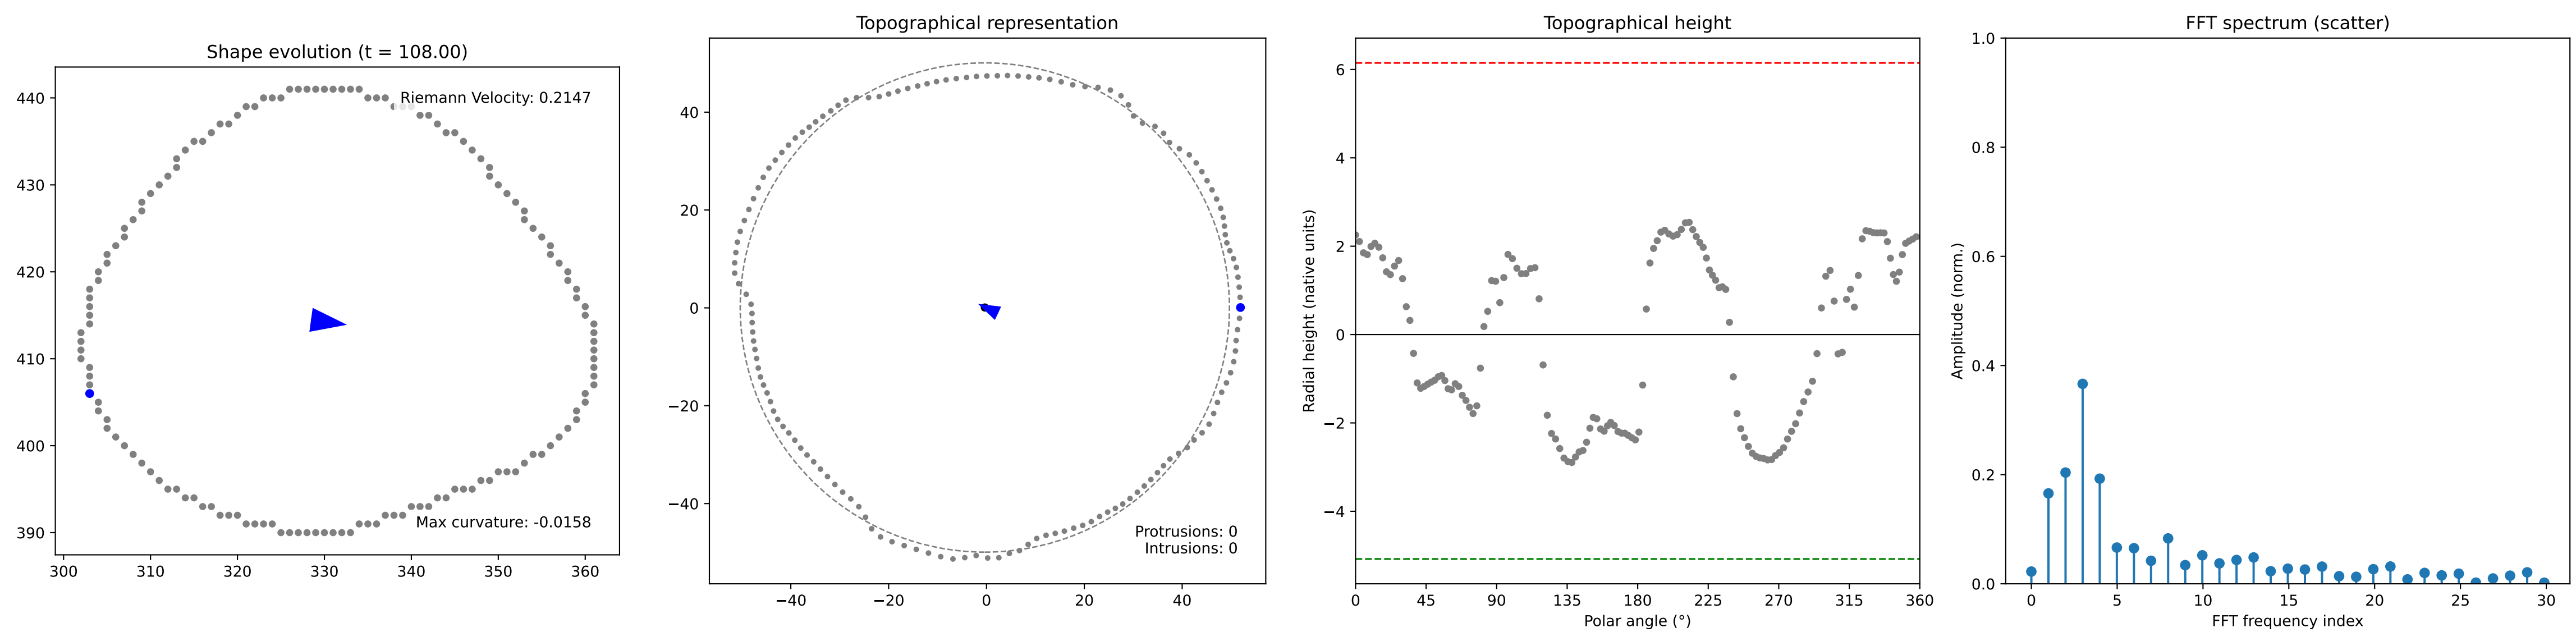 Shape evolution (t = 108.00)
Riemann Velocity: 0.2147
Max curvature: -0.0158
440
430
420
410
400
390
300 310 320 330 340 350 360
Topographical representation
40
20
0
−20
−40
Protrusions: 0
Intrusions: 0
−40 −20 0 20 40
Topographical height
Radial height (native units)
6
4
2
0
−2
−4
0 45 90 135 180 225 270 315 360
Polar angle (°)
FFT spectrum (scatter)
Amplitude (norm.)
1.0
0.8
0.6
0.4
0.2
0.0
0 5 10 15 20 25 30
FFT frequency index